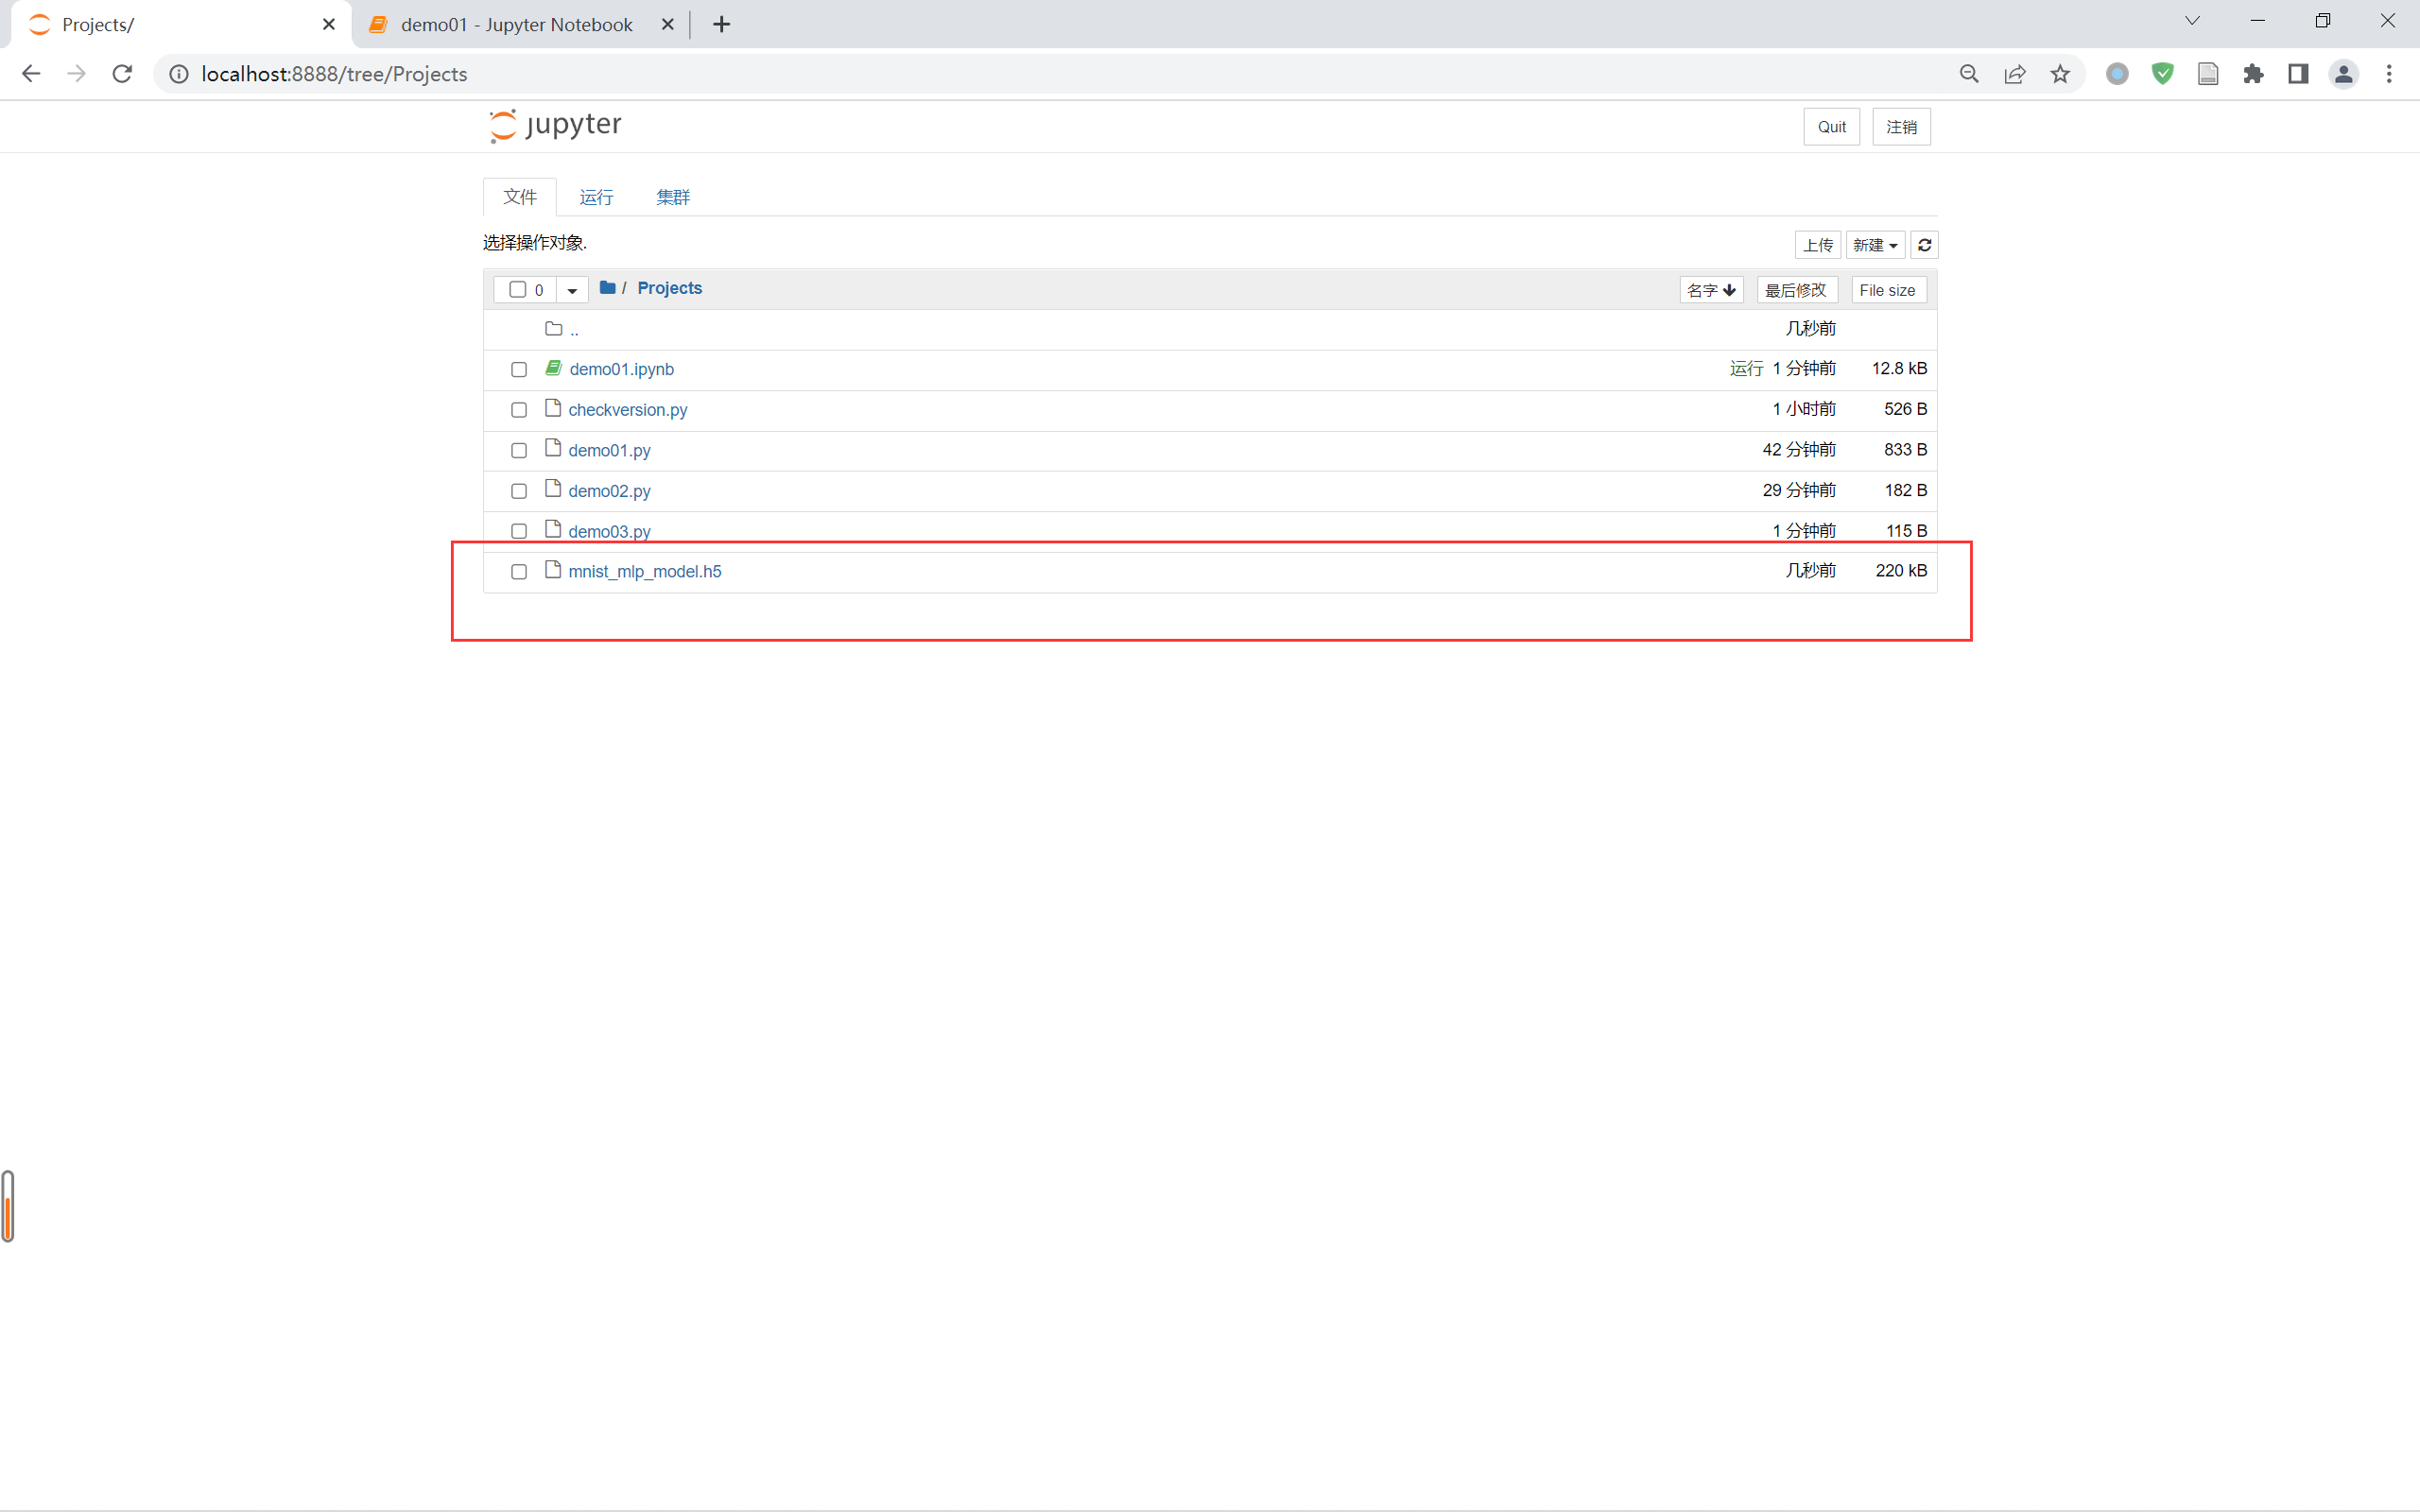 Projects/
demo01 - Jupyter Notebook
localhost:8888/tree/Projects
jupyter
Quit 注销
文件 运行 集群
选择操作对象.
上传 新建
0 / Projects 名字 最后修改 File size
.. 几秒前
demo01.ipynb 运行 1 分钟前 12.8 kB
checkversion.py 1 小时前 526 B
demo01.py 42 分钟前 833 B
demo02.py 29 分钟前 182 B
demo03.py 1 分钟前 115 B
mnist_mlp_model.h5 几秒前 220 kB